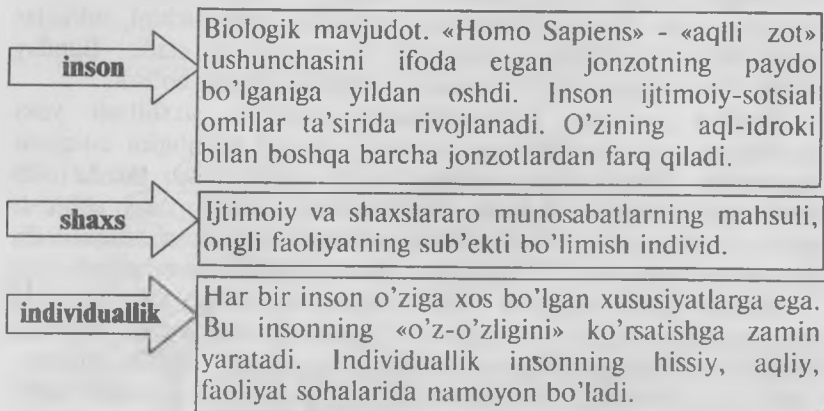 inson
Biologik mavjudot. «Homo Sapiens» - «aqlli zot»
tushunchasini ifoda etgan jonzotning paydo
bo'lganiga yildan oshdi. Inson ijtimoiy-sotsial
omillar ta'sirida rivojlanadi. O'zining aql-idroki
bilan boshqa barcha jonzotlardan farq qiladi.
shaxs
Ijtimoiy va shaxslararo munosabatlarning mahsuli,
ongli faoliyatning sub'ekti bo'limish individ.
individuallik
Har bir inson o'ziga xos bo'lgan xususiyatlarga ega.
Bu insonning «o'z-o'zligini» ko'rsatishga zamin
yaratadi. Individuallik insonning hissiy, aqliy,
faoliyat sohalarida namoyon bo'ladi.